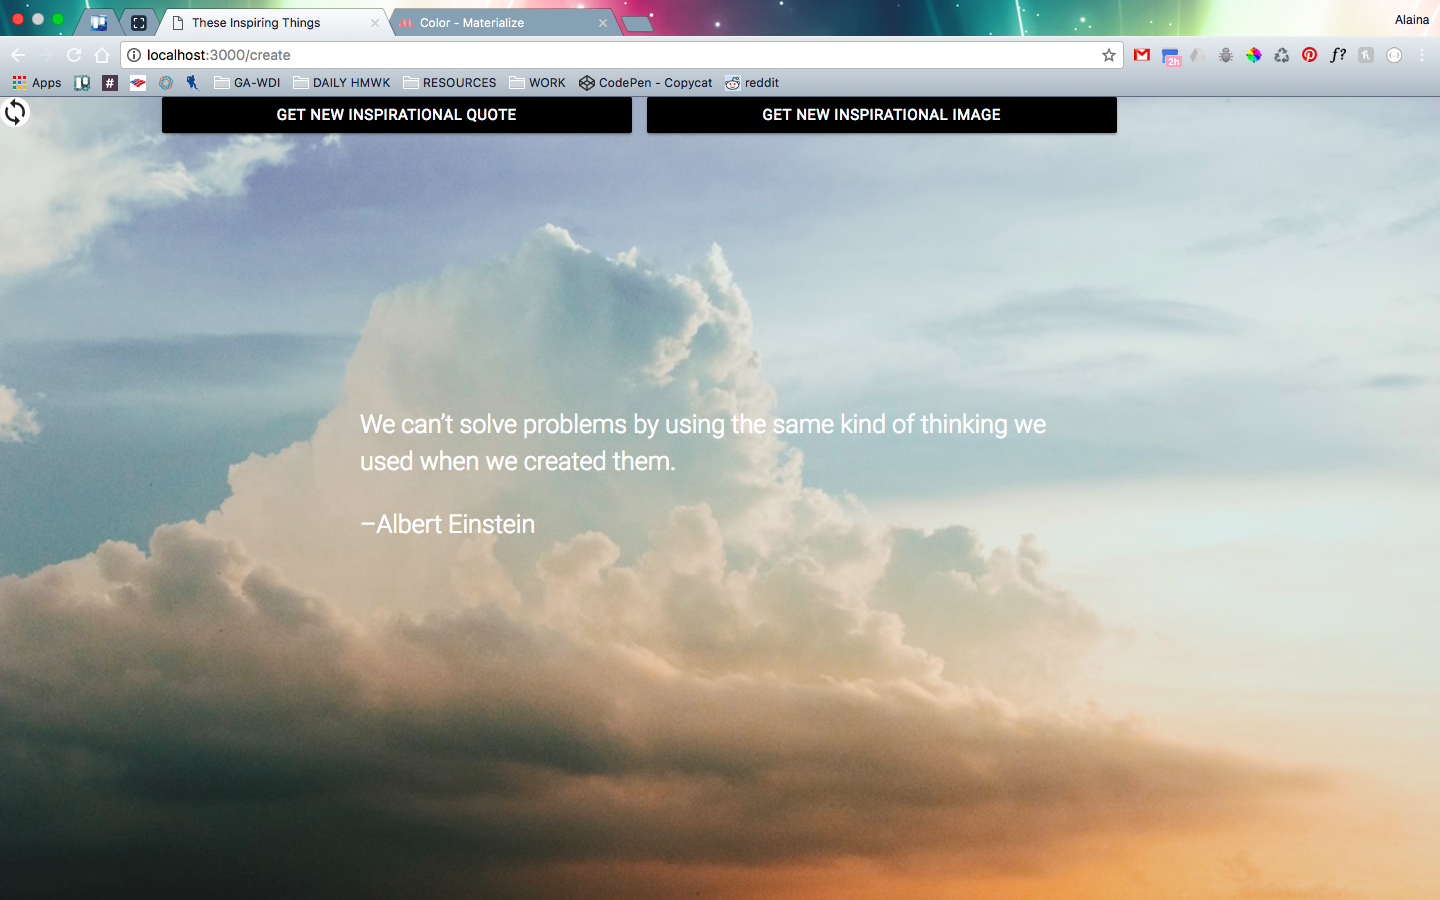 These Inspiring Things
Color - Materialize
Alaina
localhost:3000/create
2h
f?
Apps
#
GA-WDI
DAILY HMWK
RESOURCES
WORK
CodePen - Copycat
reddit
GET NEW INSPIRATIONAL QUOTE
GET NEW INSPIRATIONAL IMAGE
We can’t solve problems by using the same kind of thinking we
used when we created them.
–Albert Einstein